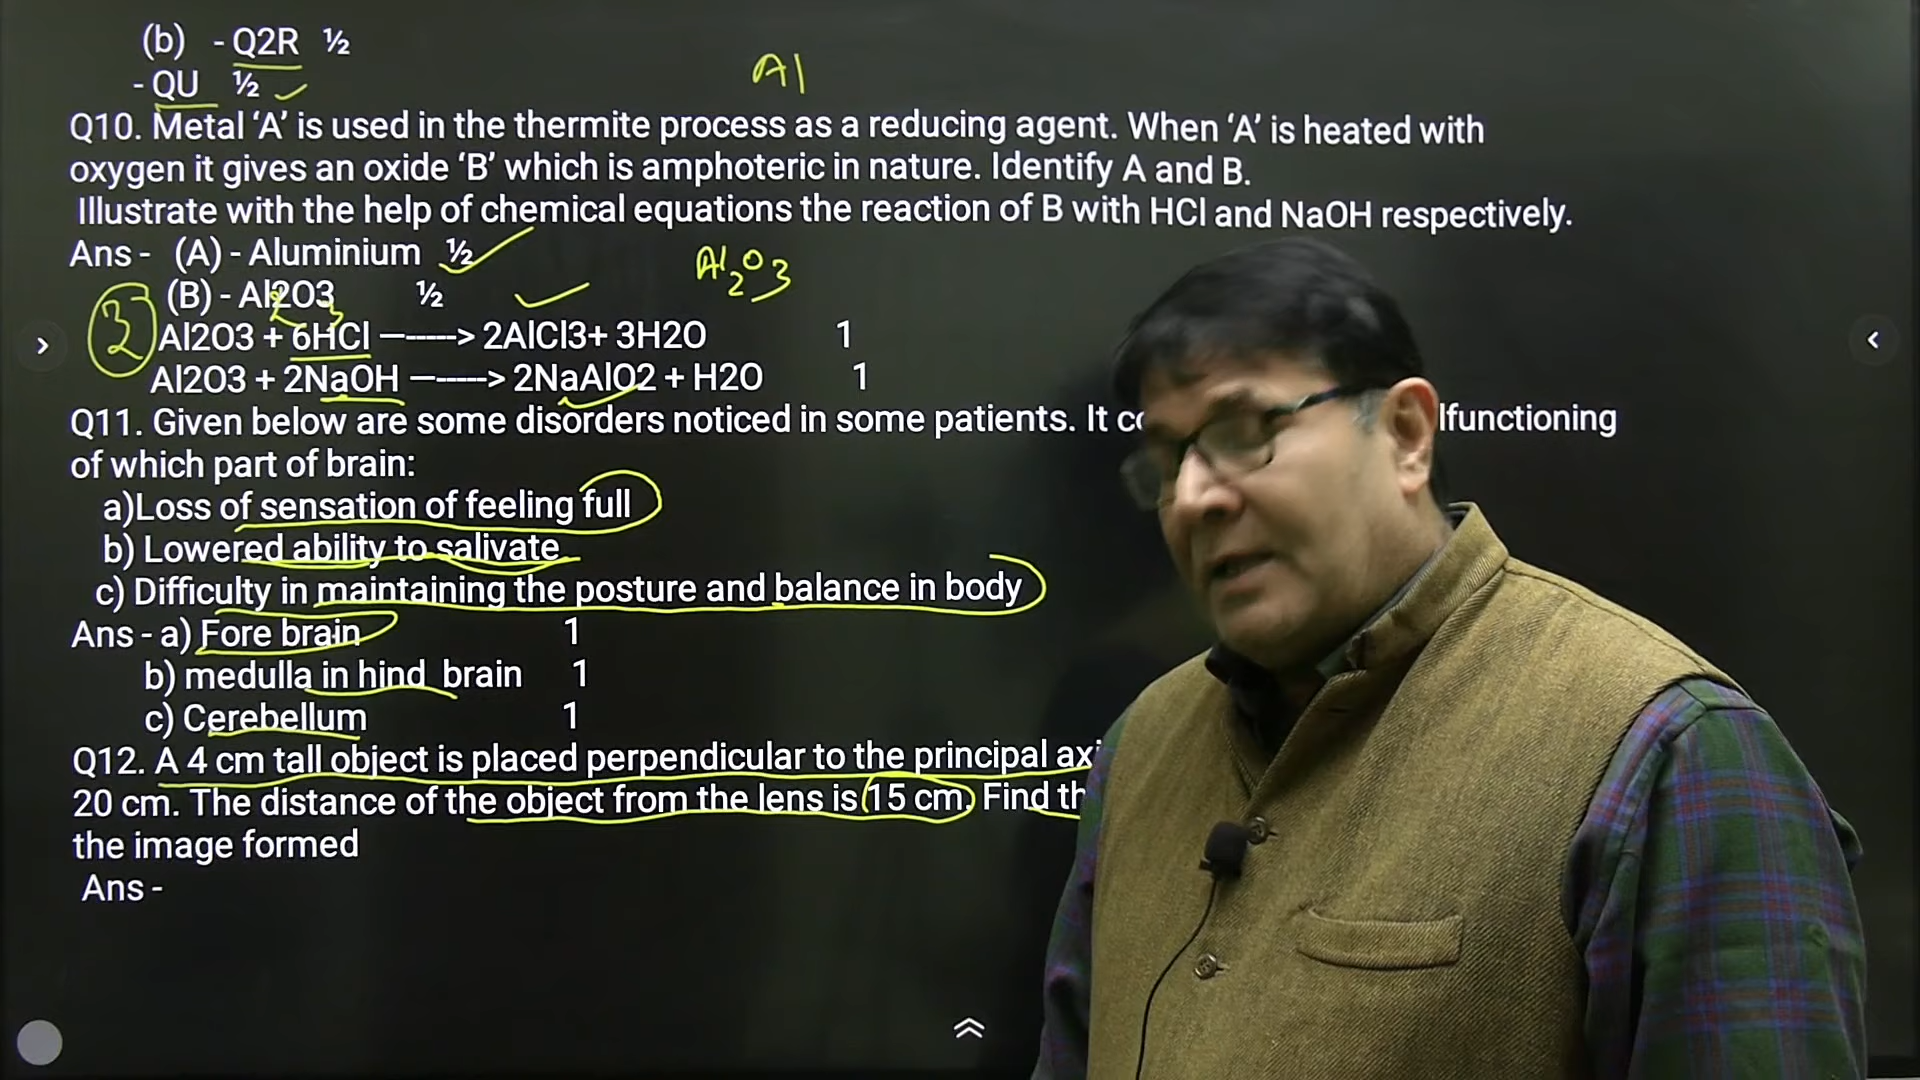 (b) - Q2R ½
- QU ½
Al
Q10. Metal ‘A’ is used in the thermite process as a reducing agent. When ‘A’ is heated with
oxygen it gives an oxide ‘B’ which is amphoteric in nature. Identify A and B.
Illustrate with the help of chemical equations the reaction of B with HCl and NaOH respectively.
Ans - (A) - Aluminium ½
Al2O3
(B) - Al2O3 ½
2 3
3
Al2O3 + 6HCl —-----> 2AlCl3+ 3H2O 1
Al2O3 + 2NaOH —-----> 2NaAlO2 + H2O 1
Q11. Given below are some disorders noticed in some patients. It lfunctioning
of which part of brain:
a)Loss of sensation of feeling full
b) Lowered ability to salivate
c) Difficulty in maintaining the posture and balance in body
Ans - a) Fore brain 1
b) medulla in hind brain 1
c) Cerebellum 1
Q12. A 4 cm tall object is placed perpendicular to the principal
20 cm. The distance of the object from the lens is 15 cm. Find
the image formed
Ans -